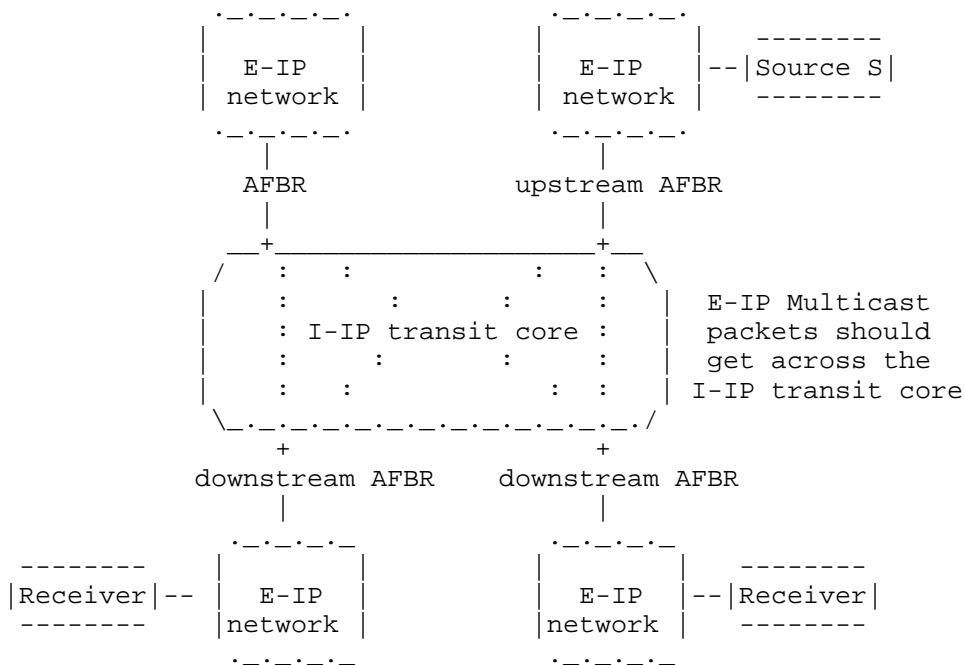 E-IP E-IP --|Source S|
network network
AFBR upstream AFBR
E-IP Multicast
I-IP transit core packets should
get across the
I-IP transit core
downstream AFBR downstream AFBR
|Receiver|-- E-IP E-IP --|Receiver|
network network